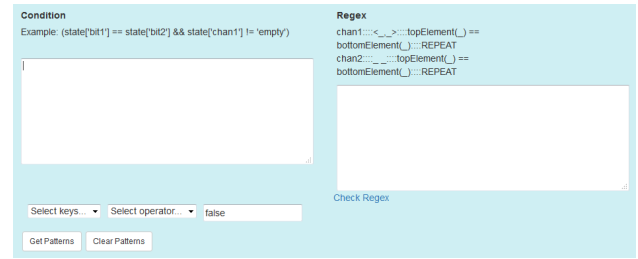 Condition
Example: (state['bit1'] == state['bit2'] && state['chan1'] != 'empty')
Select keys...
Select operator...
false
Get Patterns
Clear Patterns
Regex
chan1::::<_,_>::::topElement(_) ==
bottomElement(_)::::REPEAT
chan2::::_ _::::topElement(_) ==
bottomElement(_)::::REPEAT
Check Regex